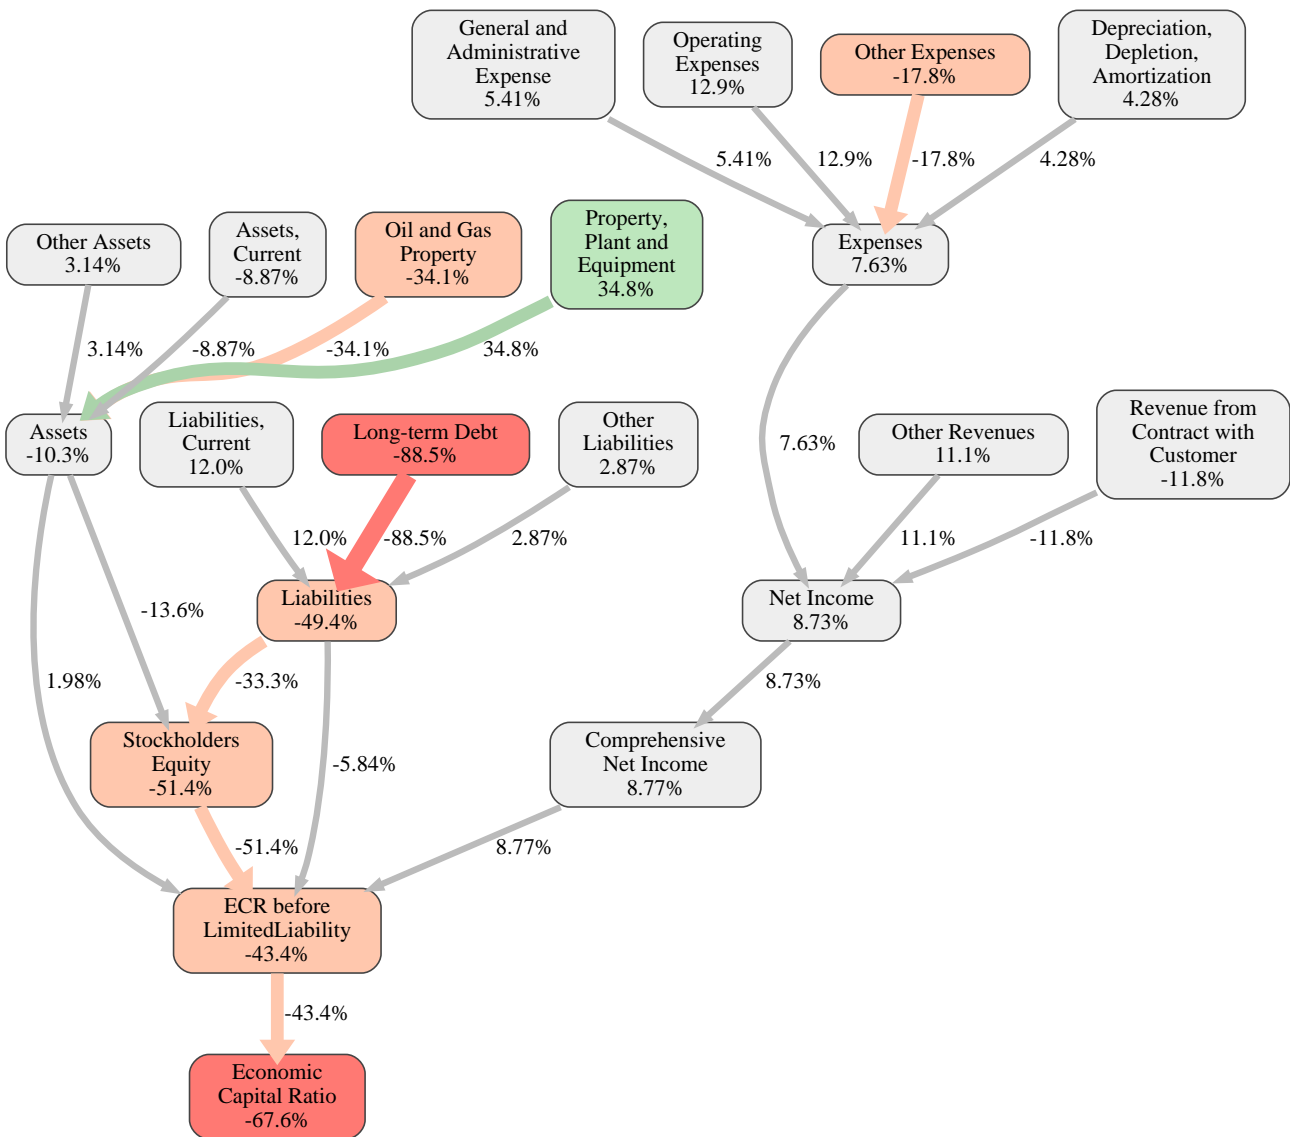 General and
Administrative
Expense
5.41%
Operating
Expenses
12.9%
Other Expenses
-17.8%
Depreciation,
Depletion,
Amortization
4.28%
5.41%
12.9%
-17.8%
4.28%
Other Assets
3.14%
Assets,
Current
-8.87%
Oil and Gas
Property
-34.1%
Property,
Plant and
Equipment
34.8%
Expenses
7.63%
3.14%
-8.87%
-34.1%
34.8%
Assets
-10.3%
Liabilities,
Current
12.0%
Long-term Debt
-88.5%
Other
Liabilities
2.87%
7.63%
Other Revenues
11.1%
Revenue from
Contract with
Customer
-11.8%
12.0%
-88.5%
2.87%
11.1%
-11.8%
Liabilities
-49.4%
Net Income
8.73%
-13.6%
1.98%
-33.3%
8.73%
Stockholders
Equity
-51.4%
-5.84%
Comprehensive
Net Income
8.77%
-51.4%
8.77%
ECR before
LimitedLiability
-43.4%
-43.4%
Economic
Capital Ratio
-67.6%